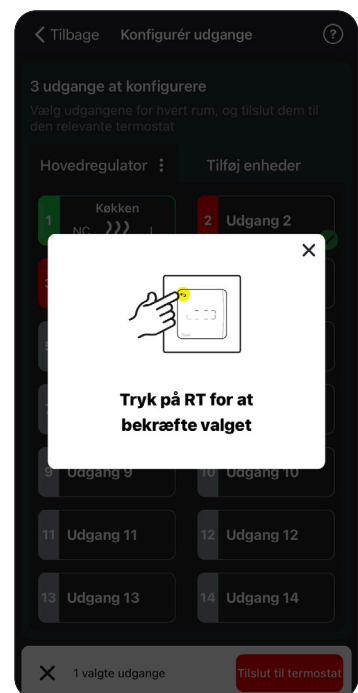 Tilbage Konfigurér udgange ?
3 udgange at konfigurere
Vælg udgangene for hvert rum, og tilslut dem til
den relevante termostat
Hovedregulator Tilføj enheder
Køkken
1 NC 2 Udgang 2
Tryk på RT for at
bekræfte valget
9 Udgang 9 10 Udgang 10
11 Udgang 11 12 Udgang 12
13 Udgang 13 14 Udgang 14
1 valgte udgange Tilslut til termostat